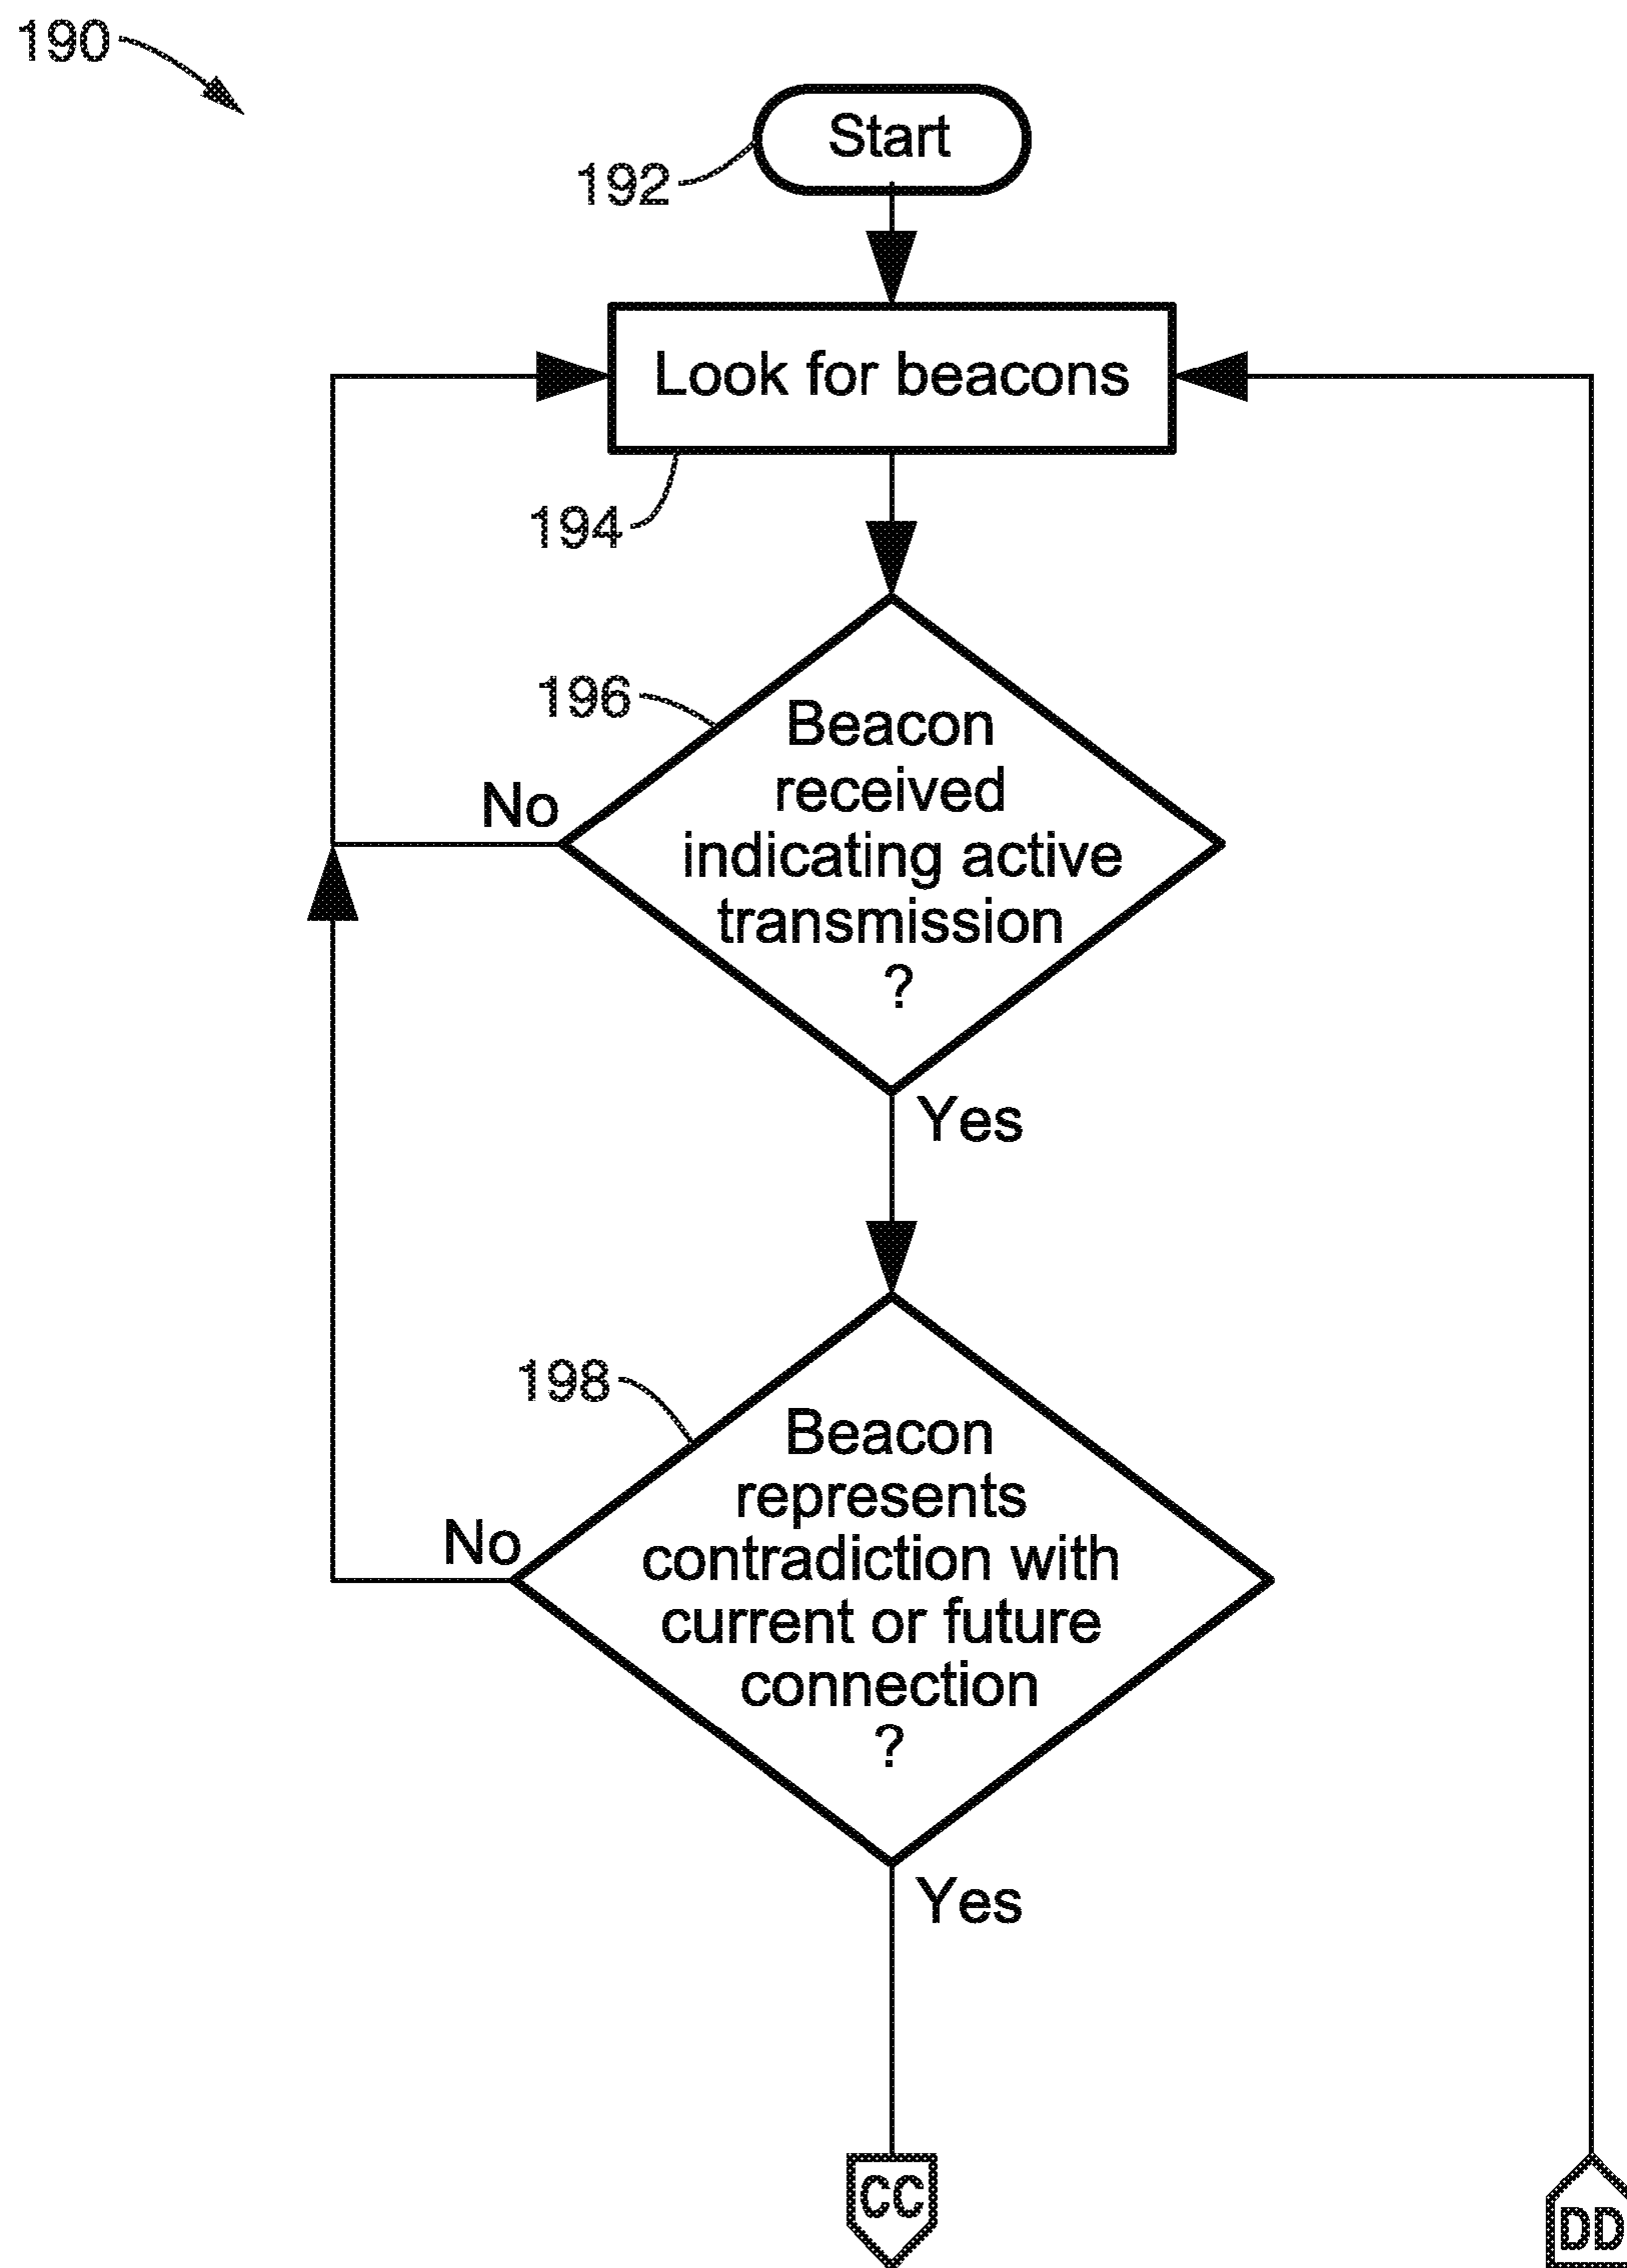 190
Start
192
Look for beacons
194
196
Beacon
received
indicating active
transmission
?
No
Yes
198
Beacon
represents
contradiction with
current or future
connection
?
No
Yes
CC
DD